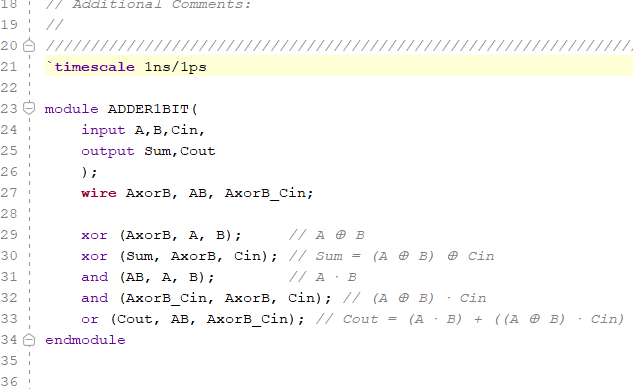 18 // Additional Comments:
19 //
20 //////////////////////////////////////////////////////////////////////////////////
21 `timescale 1ns/1ps
22
23 module ADDER1BIT(
24 input A,B,Cin,
25 output Sum,Cout
26 );
27 wire AxorB, AB, AxorB_Cin;
28
29 xor (AxorB, A, B); // A ⊕ B
30 xor (Sum, AxorB, Cin); // Sum = (A ⊕ B) ⊕ Cin
31 and (AB, A, B); // A · B
32 and (AxorB_Cin, AxorB, Cin); // (A ⊕ B) · Cin
33 or (Cout, AB, AxorB_Cin); // Cout = (A · B) + ((A ⊕ B) · Cin)
34 endmodule
35
36